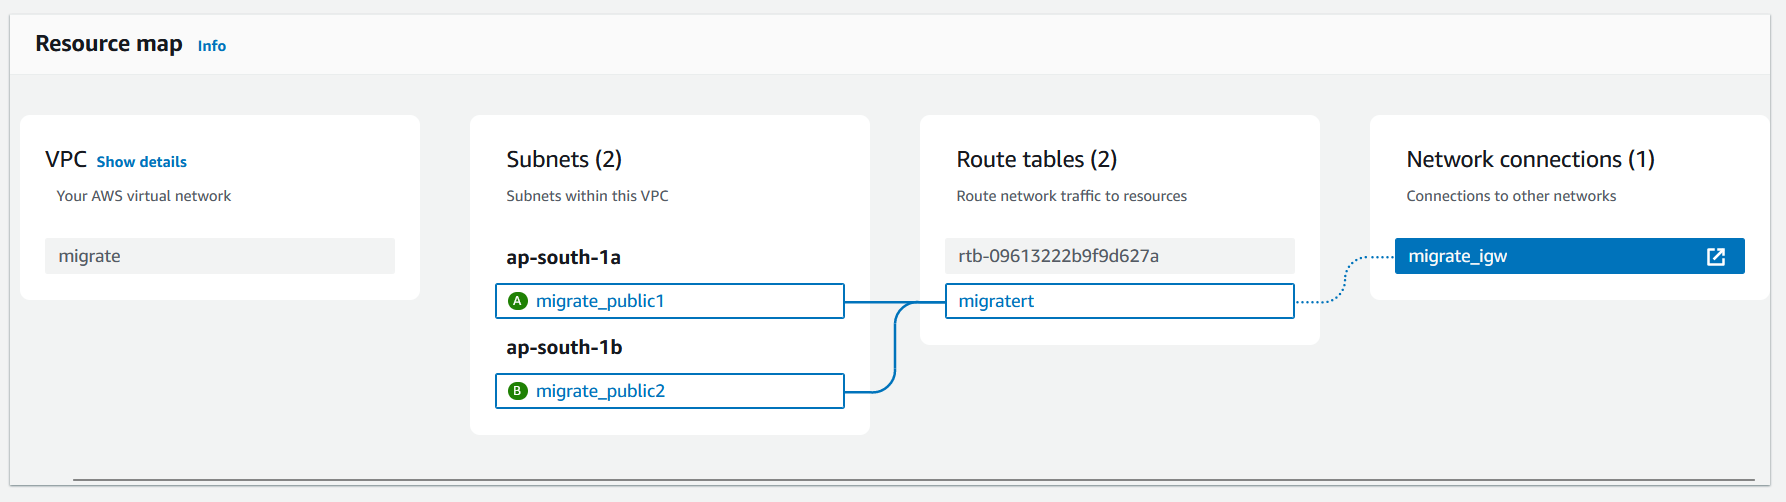 Resource map Info
VPC Show details
Your AWS virtual network
migrate
Subnets (2)
Subnets within this VPC
ap-south-1a
A migrate_public1
ap-south-1b
B migrate_public2
Route tables (2)
Route network traffic to resources
rtb-09613222b9f9d627a
migratert
Network connections (1)
Connections to other networks
migrate_igw